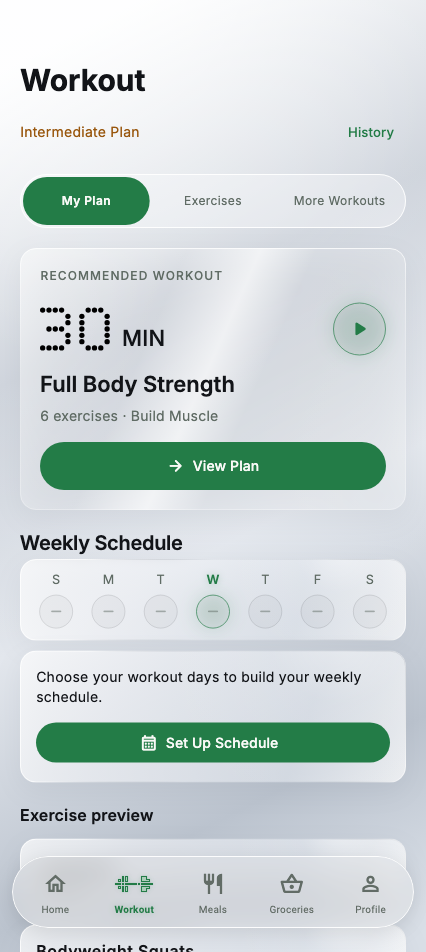 Workout
Intermediate Plan
History
My Plan
Exercises
More Workouts
RECOMMENDED WORKOUT
30 MIN
Full Body Strength
6 exercises · Build Muscle
View Plan
Weekly Schedule
S M T W T F S
Choose your workout days to build your weekly
schedule.
Set Up Schedule
Exercise preview
Home
Workout
Meals
Groceries
Profile
Bodyweight Squats